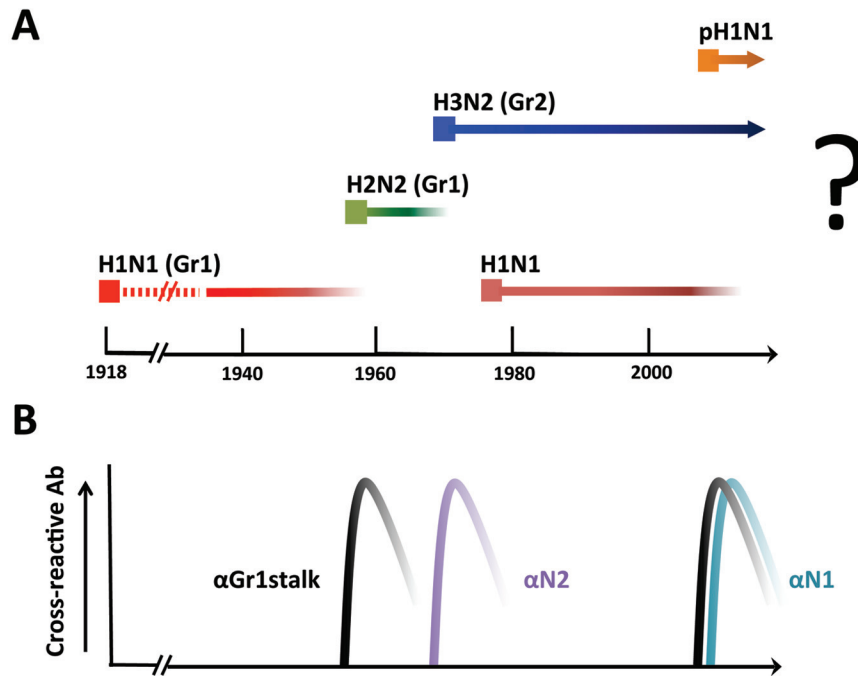 A
pH1N1
H3N2 (Gr2)
?
H2N2 (Gr1)
H1N1 (Gr1)
H1N1
1918
1940
1960
1980
2000
B
Cross-reactive Ab
αGr1stalk
αN2
αN1